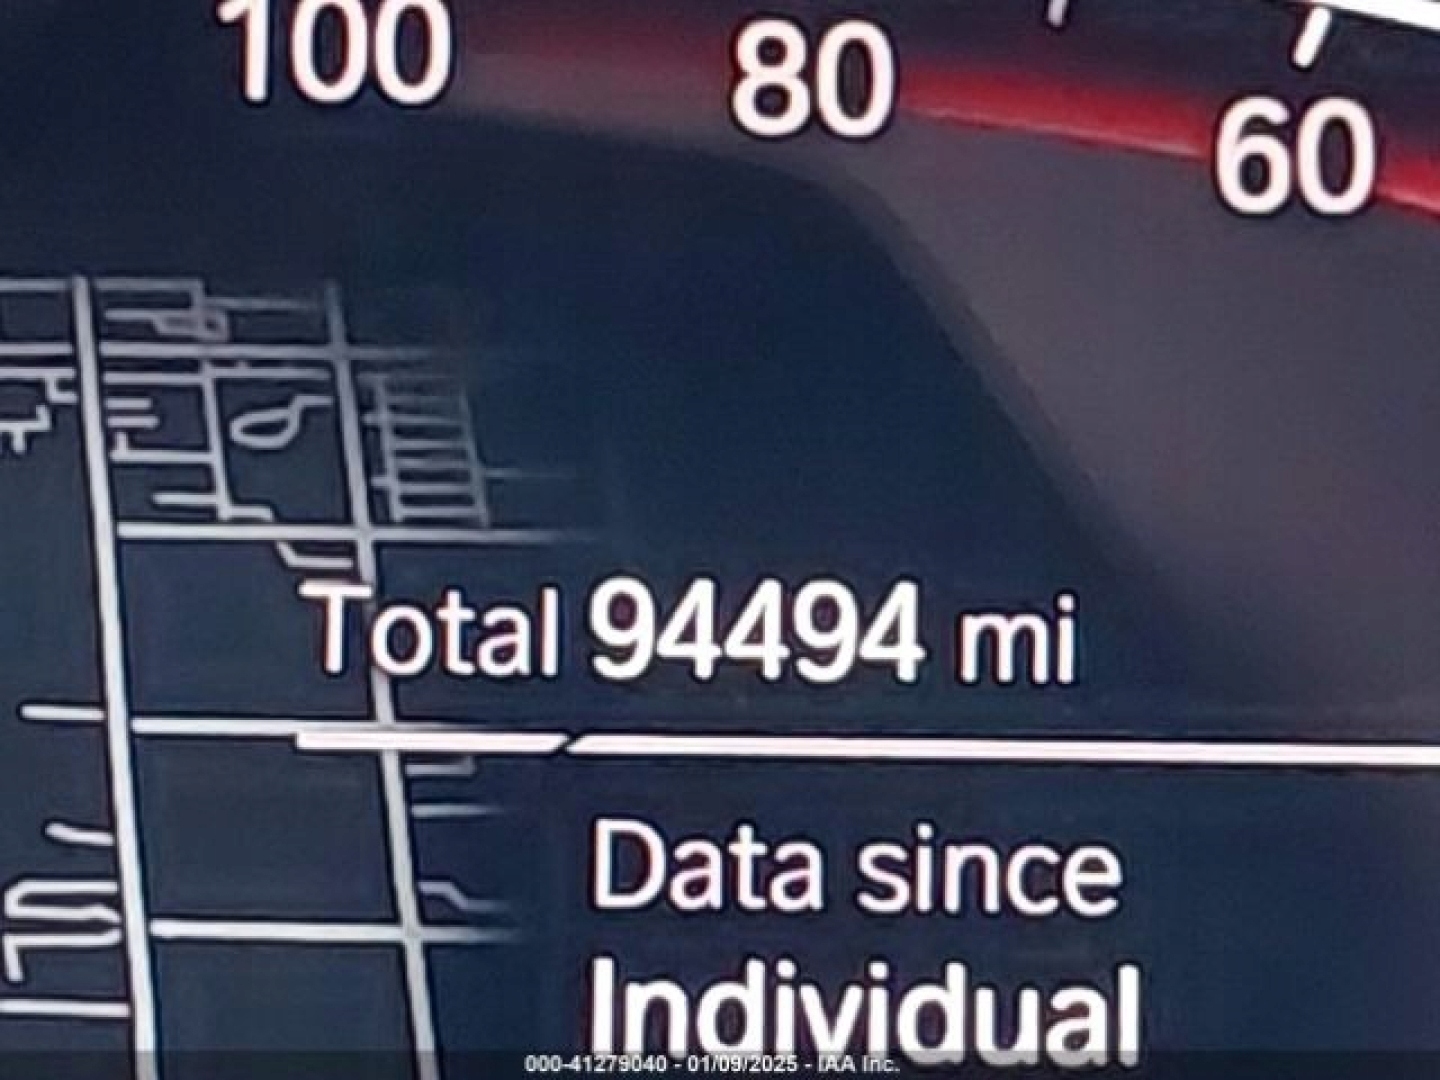 100 80 60
Total 94494 mi
Data since
Individual
000-41279040 - 01/09/2025 - IAA Inc.